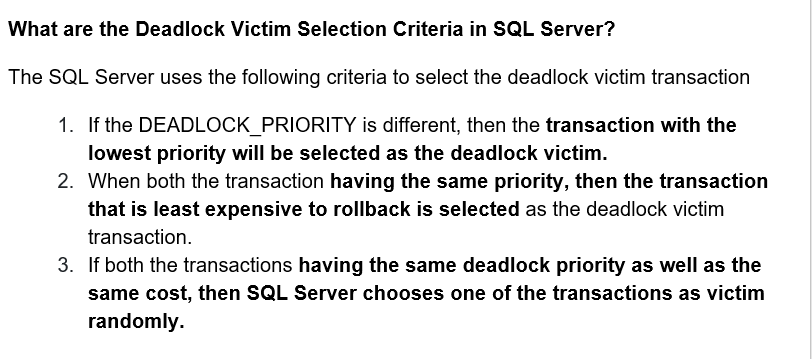 What are the Deadlock Victim Selection Criteria in SQL Server?
The SQL Server uses the following criteria to select the deadlock victim transaction
1. If the DEADLOCK_PRIORITY is different, then the transaction with the
lowest priority will be selected as the deadlock victim.
2. When both the transaction having the same priority, then the transaction
that is least expensive to rollback is selected as the deadlock victim
transaction.
3. If both the transactions having the same deadlock priority as well as the
same cost, then SQL Server chooses one of the transactions as victim
randomly.